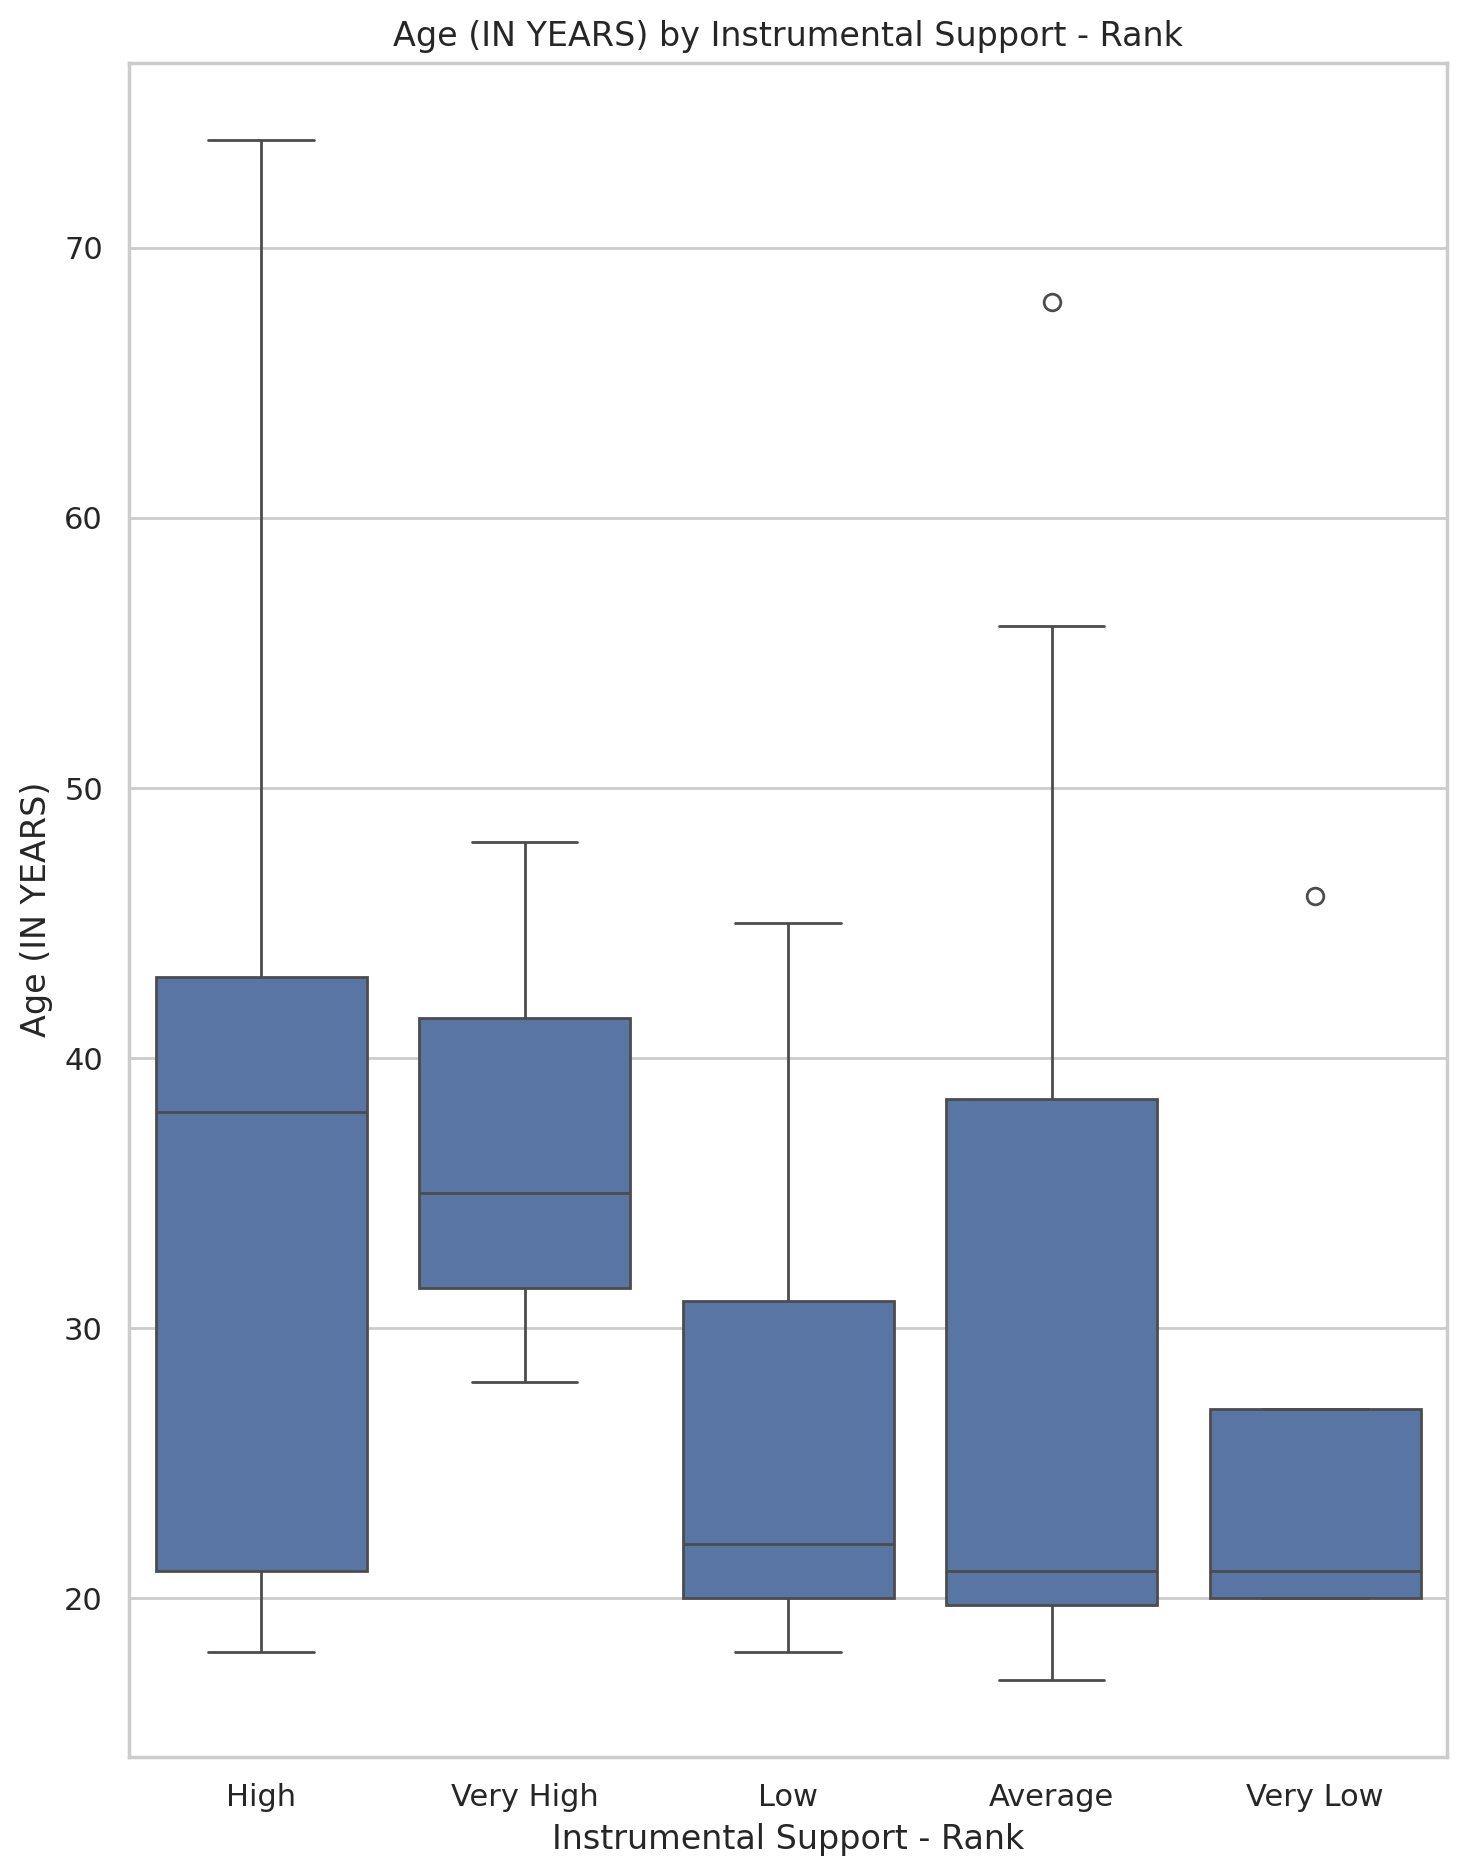 Age (IN YEARS) by Instrumental Support - Rank
Age (IN YEARS)
70
60
50
40
30
20
High
Very High
Low
Average
Very Low
Instrumental Support - Rank